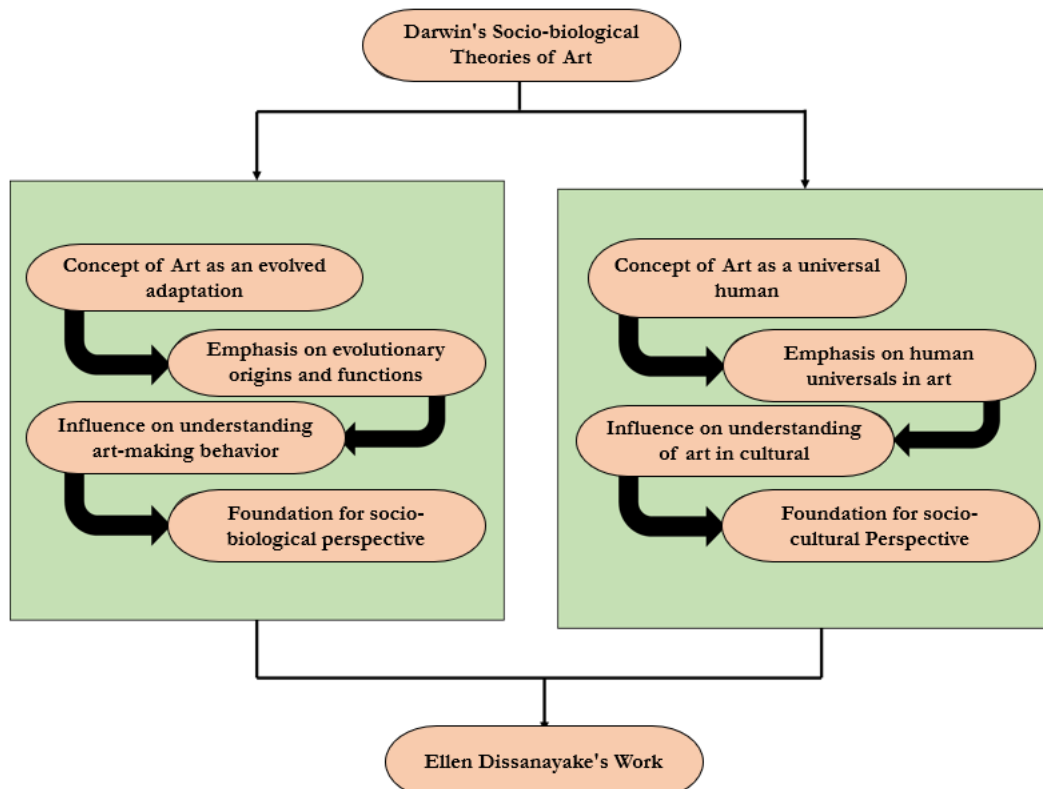 Darwin's Socio-biological
Theories of Art
Concept of Art as an evolved
adaptation
Emphasis on evolutionary
origins and functions
Influence on understanding
art-making behavior
Foundation for socio-
biological perspective
Concept of Art as a universal
human
Emphasis on human
universals in art
Influence on understanding
of art in cultural
Foundation for socio-
cultural Perspective
Ellen Dissanayake's Work